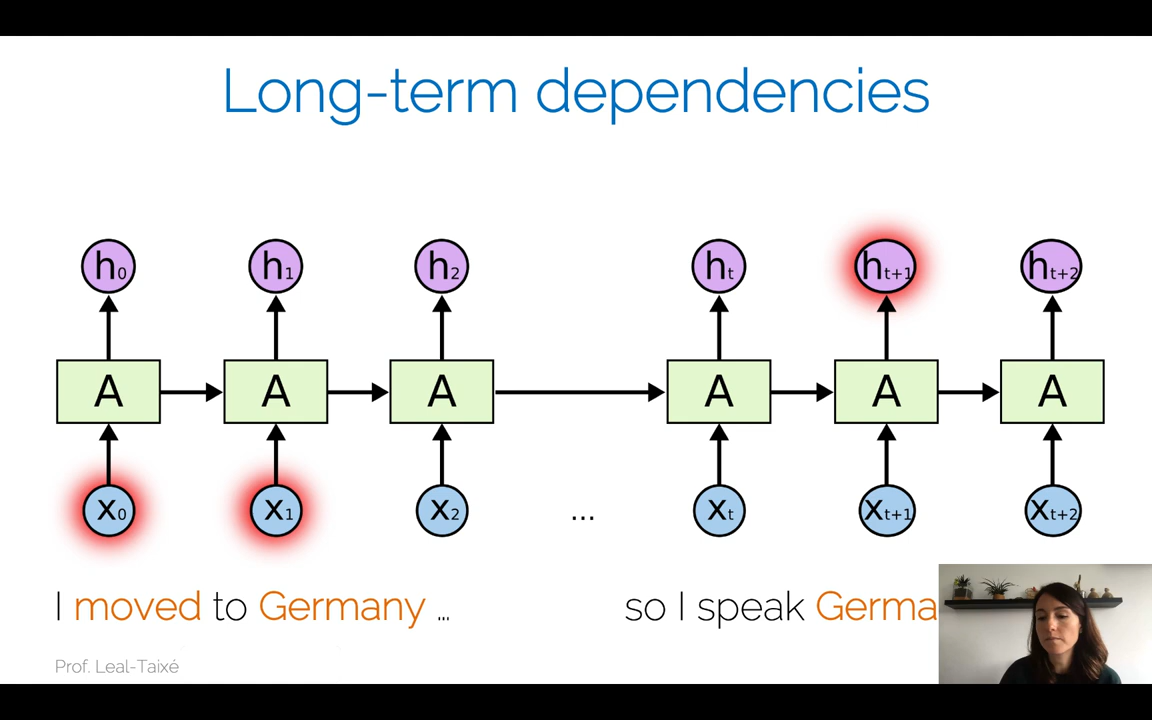 Long-term dependencies
h0 h1 h2 ht ht+1 ht+2
A A A A A A
x0 x1 x2 ... xt xt+1 xt+2
I moved to Germany ... so I speak Germa
Prof. Leal-Taixé